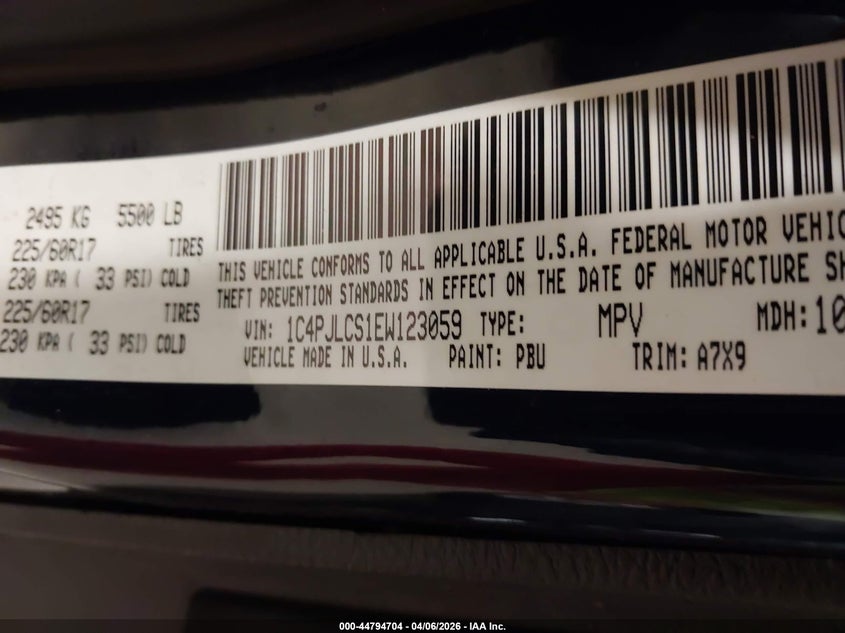 2495 KG 5500 LB
225/60R17 TIRES
230 KPA ( 33 PSI) COLD
225/60R17 TIRES
230 KPA ( 33 PSI) COLD
THIS VEHICLE CONFORMS TO ALL APPLICABLE U.S.A. FEDERAL MOTOR VEHIC
THEFT PREVENTION STANDARDS IN EFFECT ON THE DATE OF MANUFACTURE SH
VIN: 1C4PJLCS1EW123059 TYPE: MPV MDH: 10
VEHICLE MADE IN U.S.A. PAINT: PBU TRIM: A7X9
000-44794704 - 04/06/2026 - IAA Inc.